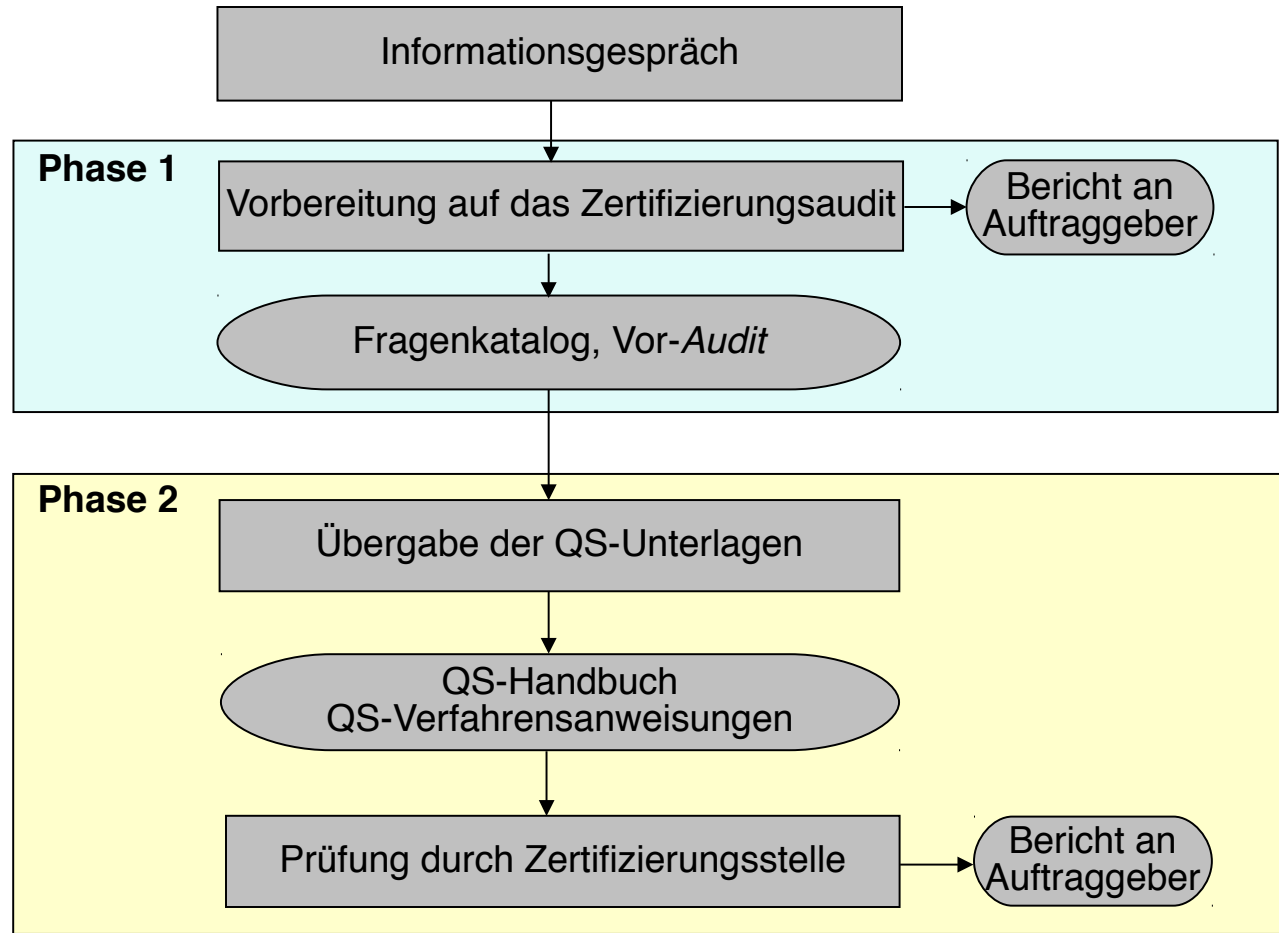 Informationsgespräch
Phase 1
Vorbereitung auf das Zertifizierungsaudit
Bericht an
Auftraggeber
Fragenkatalog, Vor-Audit
Phase 2
Übergabe der QS-Unterlagen
QS-Handbuch
QS-Verfahrensanweisungen
Prüfung durch Zertifizierungsstelle
Bericht an
Auftraggeber